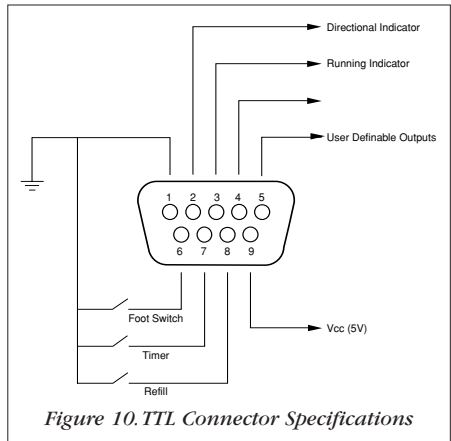 Directional Indicator
Running Indicator
User Definable Outputs
1 2 3 4 5
6 7 8 9
Foot Switch
Vcc (5V)
Timer
Refill
Figure 10. TTL Connector Specifications